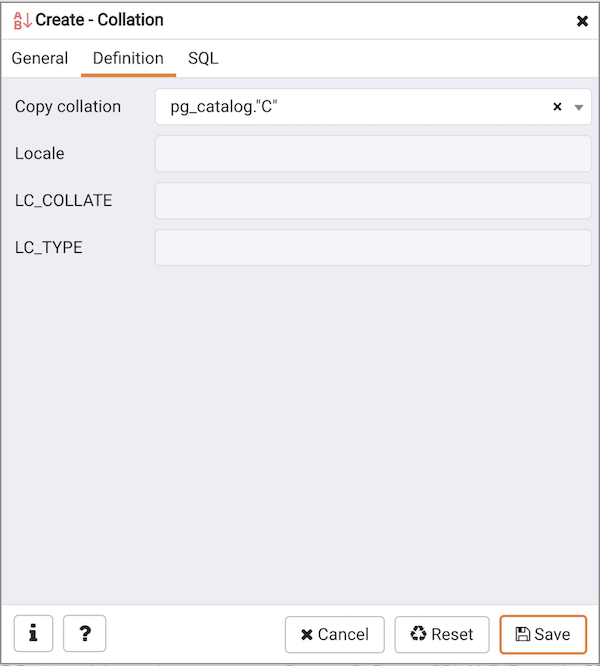 Create - Collation
General Definition SQL
Copy collation pg_catalog."C"
Locale
LC_COLLATE
LC_TYPE
Cancel Reset Save